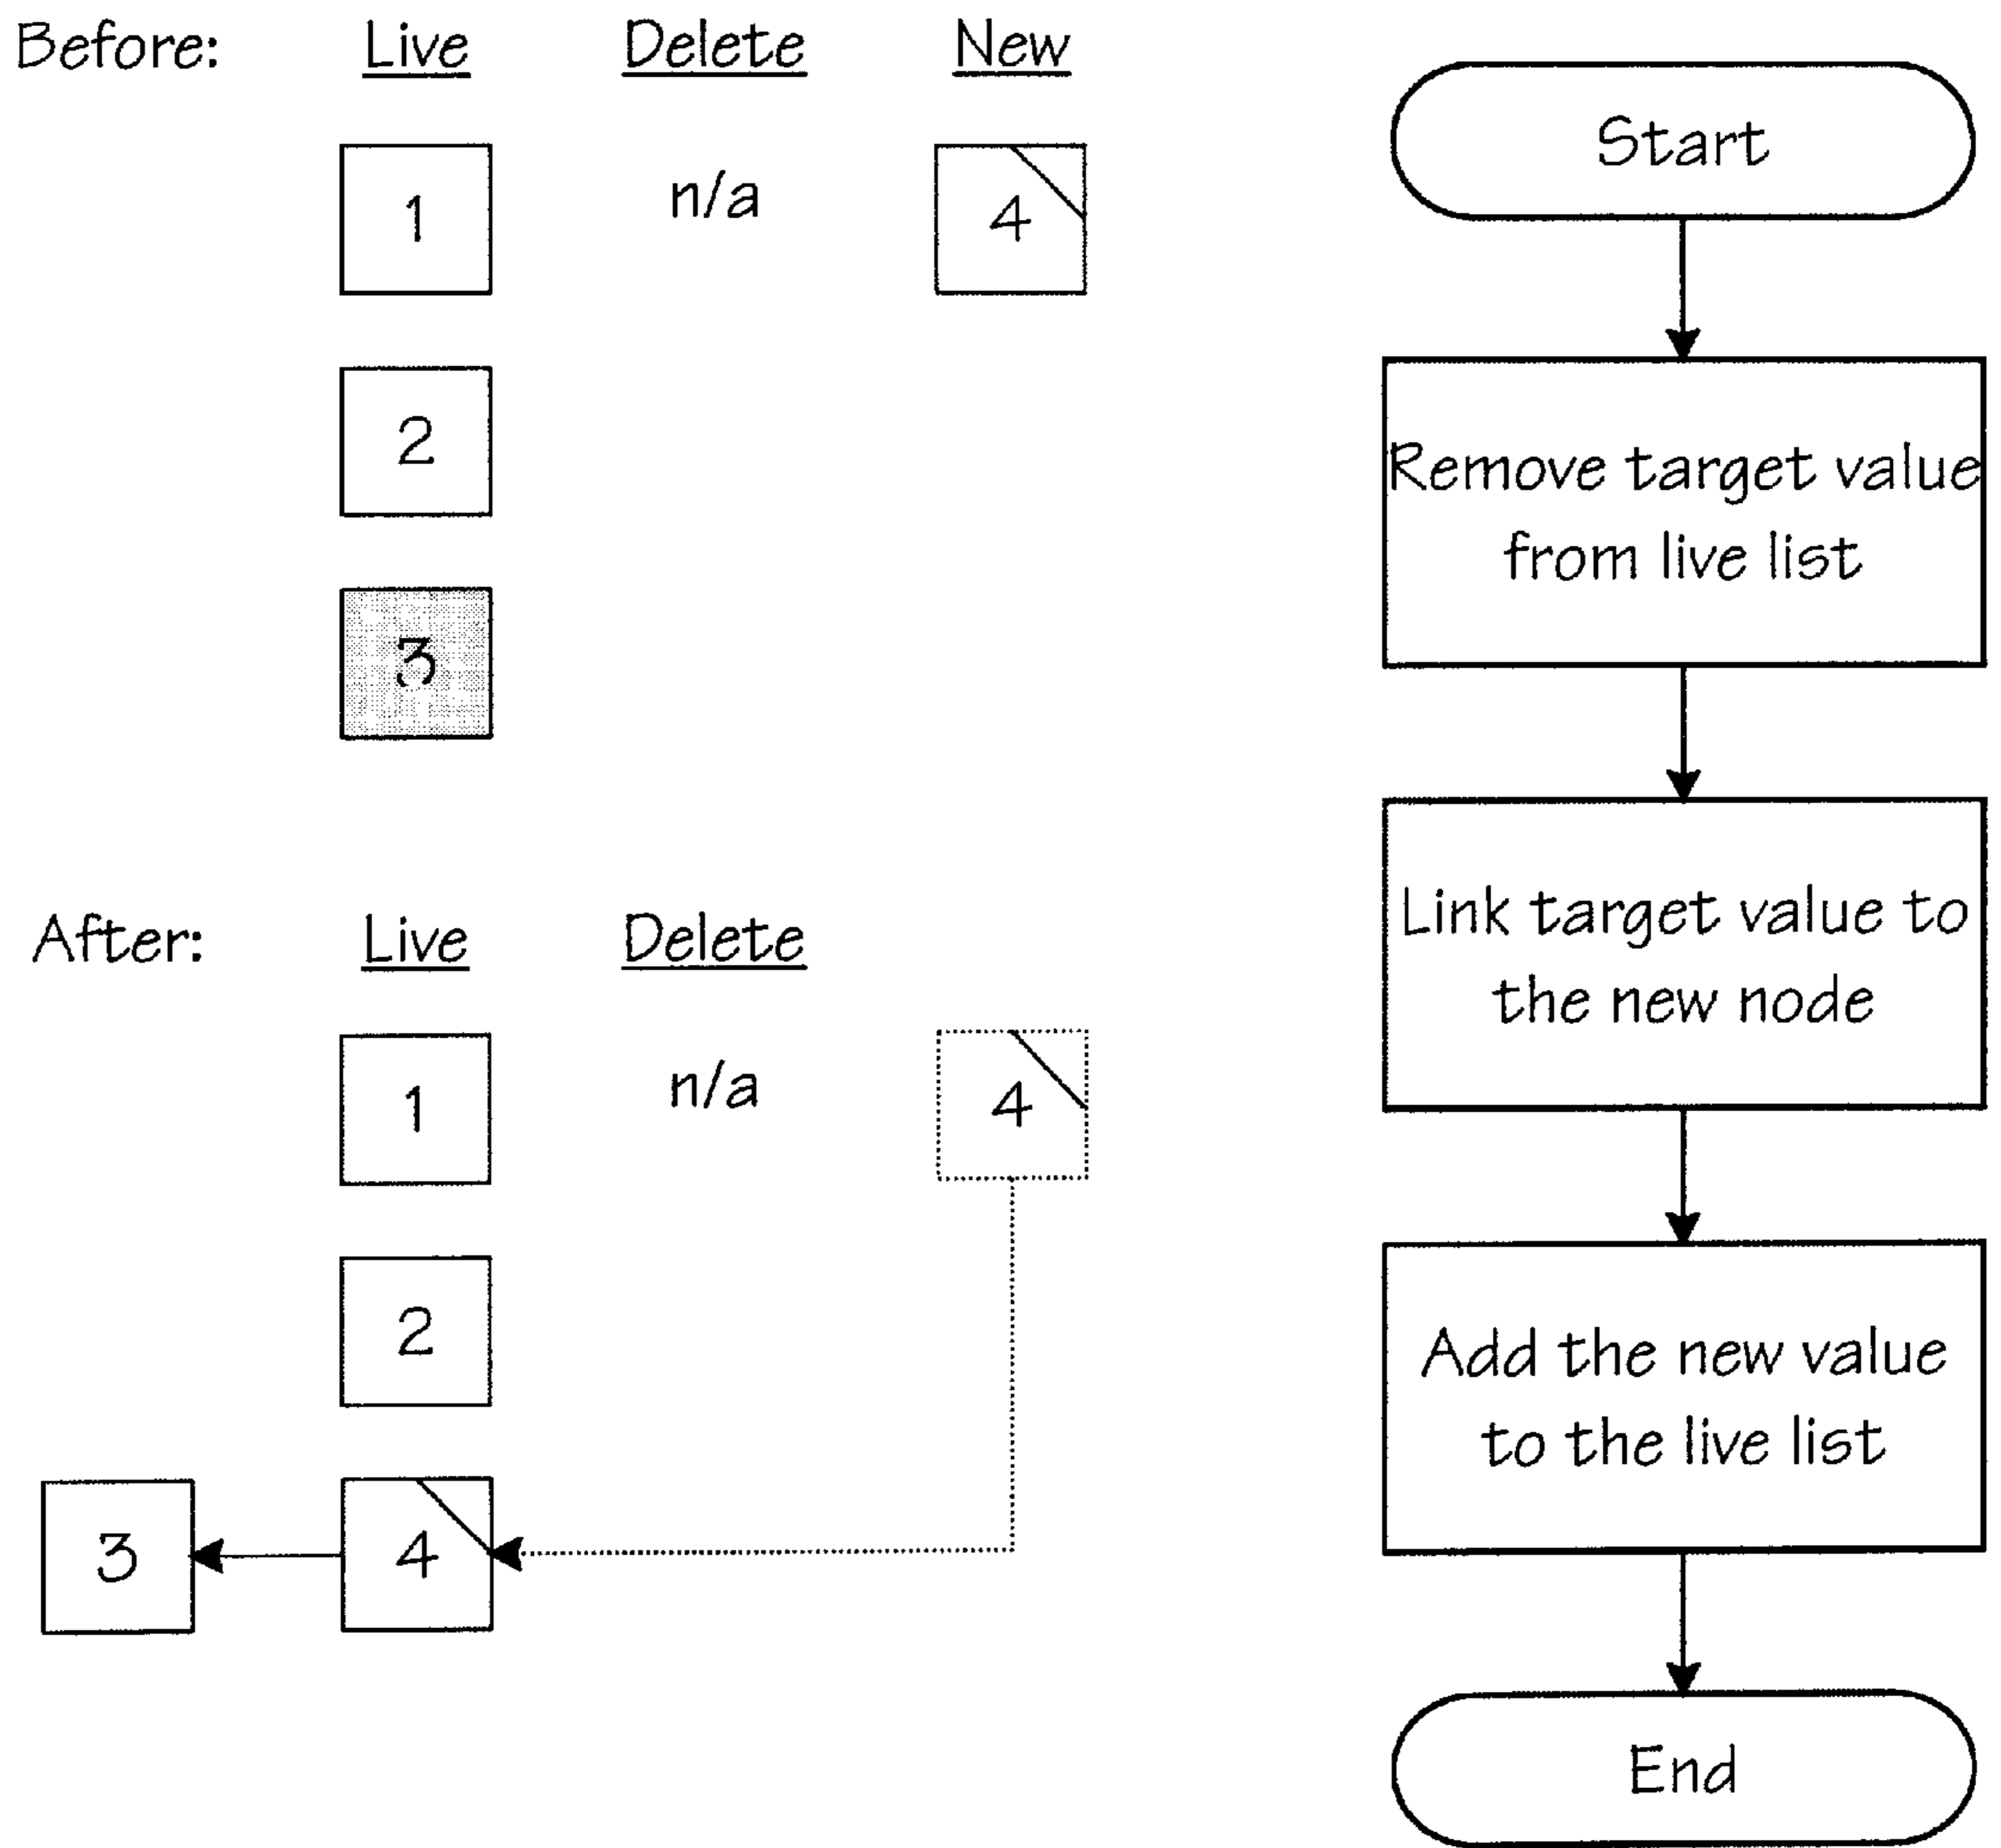 Before: Live Delete New
1 n/a 4
2
3
After: Live Delete
1 n/a 4
2
3 4
Start
Remove target value
from live list
Link target value to
the new node
Add the new value
to the live list
End